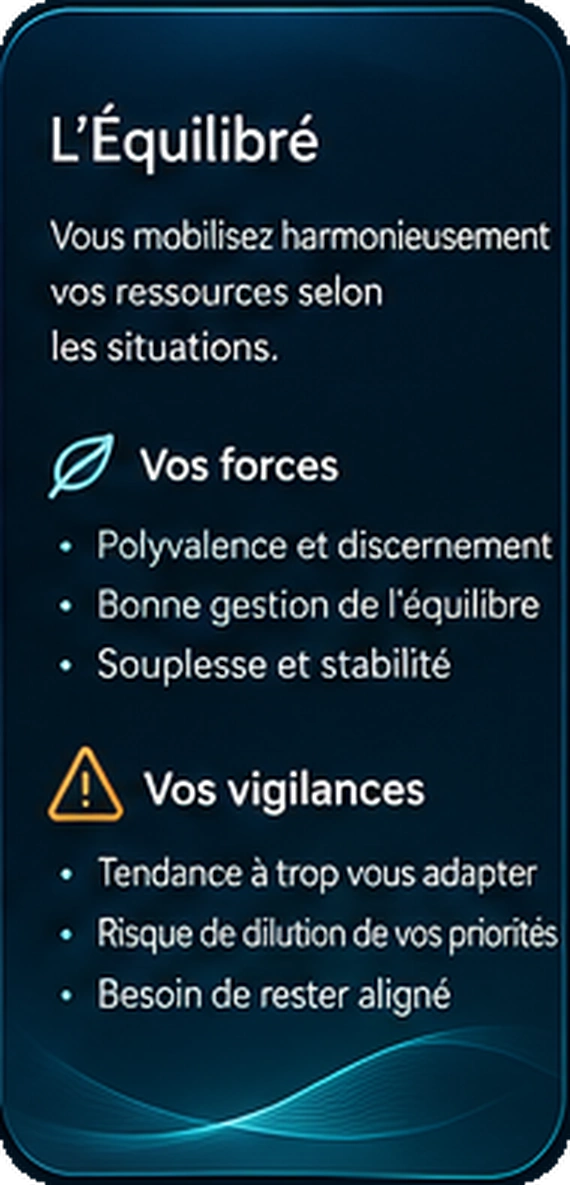 L’Équilibré
Vous mobilisez harmonieusement
vos ressources selon
les situations.
Vos forces
• Polyvalence et discernement
• Bonne gestion de l'équilibre
• Souplesse et stabilité
Vos vigilances
• Tendance à trop vous adapter
• Risque de dilution de vos priorités
• Besoin de rester aligné